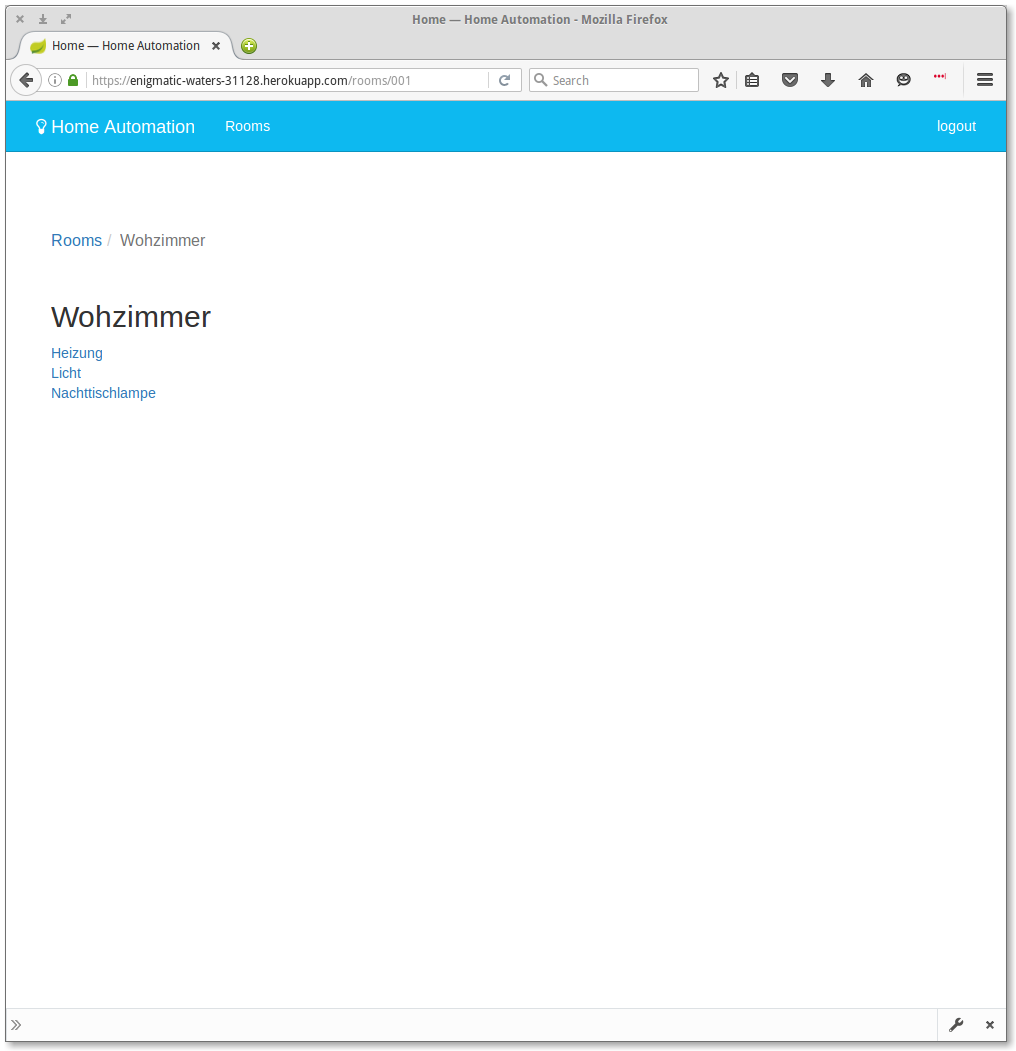 Home — Home Automation - Mozilla Firefox
Home — Home Automation
https://enigmatic-waters-31128.herokuapp.com/rooms/001
Search
Home Automation
Rooms
logout
Rooms / Wohzimmer
Wohzimmer
Heizung
Licht
Nachttischlampe